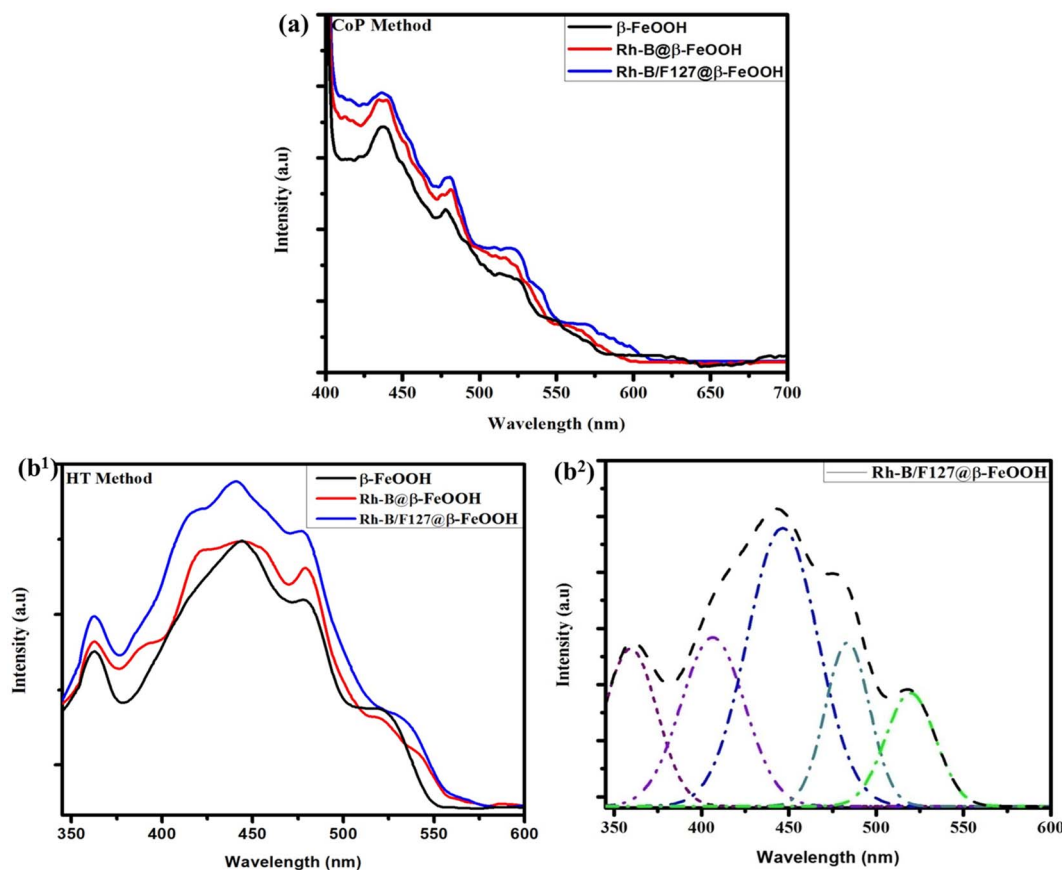 (a)
CoP Method
β-FeOOH
Rh-B@β-FeOOH
Rh-B/F127@β-FeOOH
Intensity (a.u)
400 450 500 550 600 650 700
Wavelength (nm)
(b¹)
HT Method
β-FeOOH
Rh-B@β-FeOOH
Rh-B/F127@β-FeOOH
Intensity (a.u)
350 400 450 500 550 600
Wavelength (nm)
(b²)
Rh-B/F127@β-FeOOH
Intensity (a.u)
350 400 450 500 550 600
Wavelength (nm)